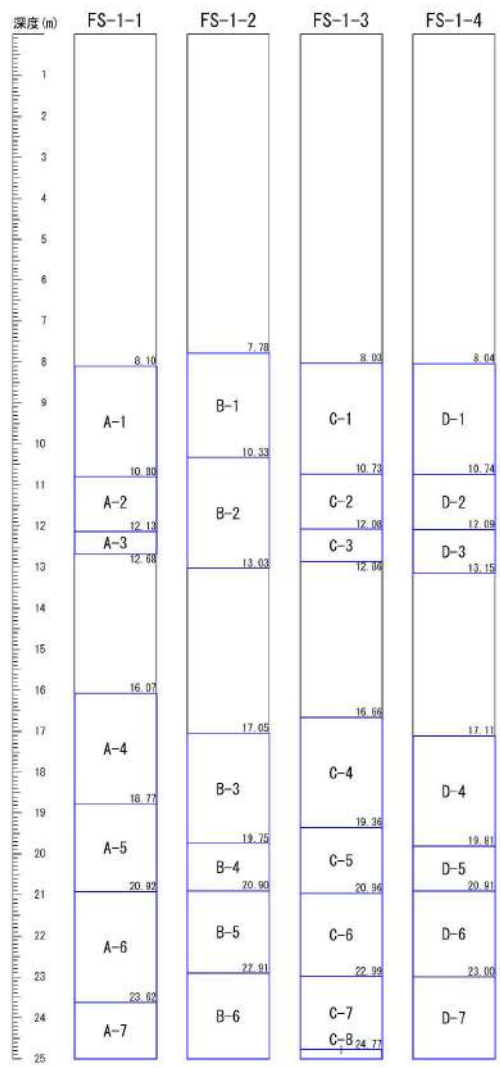 深度(m) FS-1-1 FS-1-2 FS-1-3 FS-1-4
1
2
3
4
5
6
7
7.78
8 8.10 8.03 8.04
9
B-1
A-1 C-1 D-1
10
10.33
10.80 10.73 10.74
11
A-2 C-2 D-2
B-2
12 12.13 12.08 12.09
A-3 C-3
D-3
12.68 12.86
13 13.03 13.15
14
15
16 16.07
16.66
17 17.05 17.11
A-4
18 C-4
B-3 D-4
18.77
19
19.36
19.75 19.81
20 A-5 C-5
B-4 D-5
20.92 20.90 20.96 20.91
21
22 A-6 B-5 C-6 D-6
23 22.91 22.99 23.00
23.62
24 A-7 B-6 C-7 D-7
C-8 24.77
25